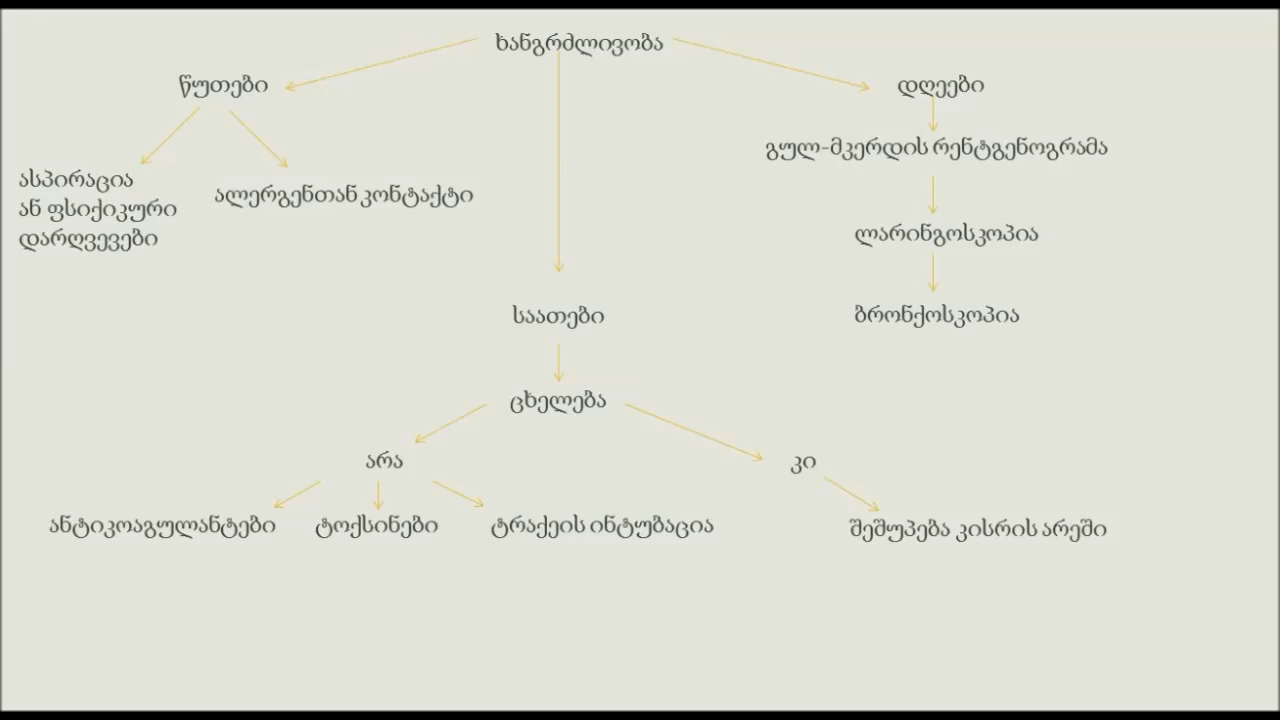 ხანგრძლივობა
წუთები
დღეები
გულ-მკერდის რენტგენოგრამა
ასპირაცია
ან ფსიქიკური
დარღვევები
ალერგენთან კონტაქტი
ლარინგოსკოპია
საათები
ბრონქოსკოპია
ცხელება
არა
კი
ანტიკოაგულანტები
ტოქსინები
ტრაქეის ინტუბაცია
შეშუპება კისრის არეში